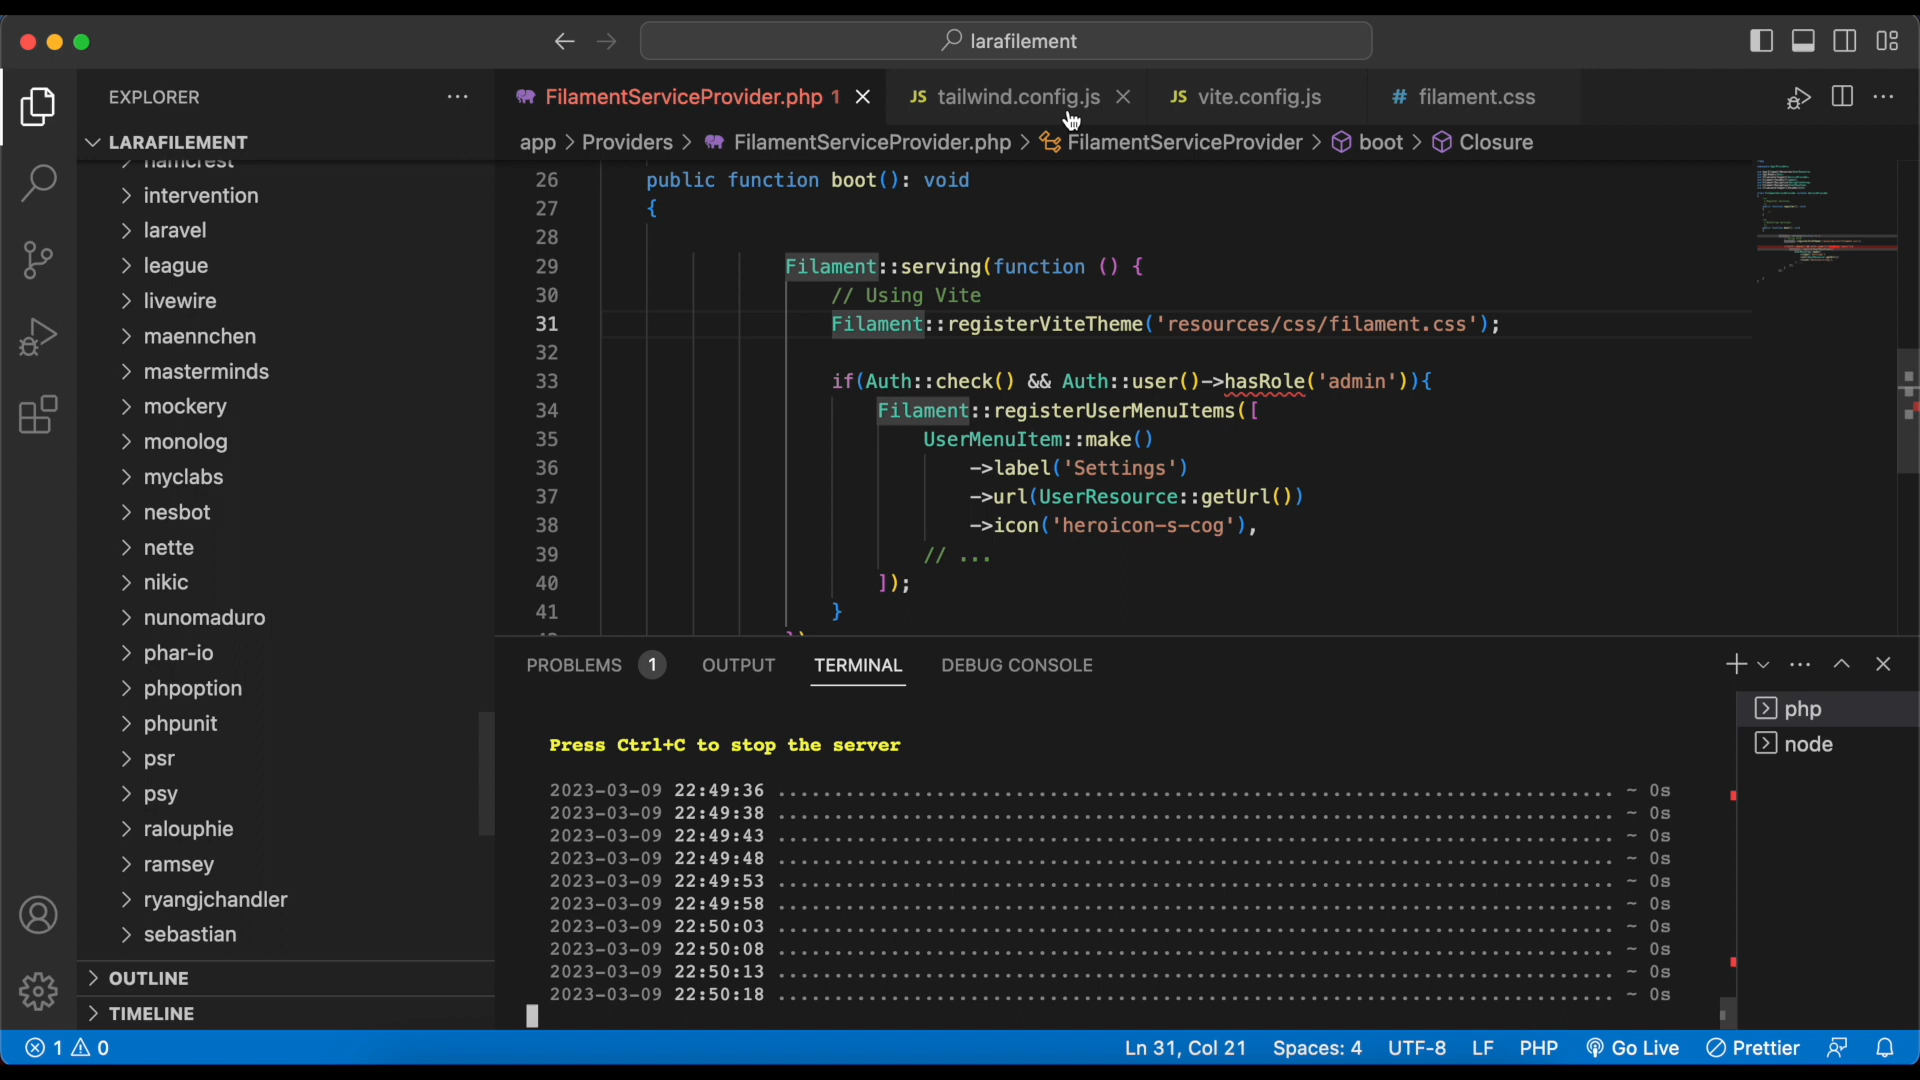 larafilement
EXPLORER
FilamentServiceProvider.php 1
JS tailwind.config.js
JS vite.config.js
# filament.css
LARAFILEMENT
app > Providers > FilamentServiceProvider.php > FilamentServiceProvider > boot > Closure
hamcrest
intervention
laravel
league
livewire
maennchen
masterminds
mockery
monolog
myclabs
nesbot
nette
nikic
nunomaduro
phar-io
phpoption
phpunit
psr
psy
ralouphie
ramsey
ryangjchandler
sebastian
OUTLINE
TIMELINE
26 public function boot(): void
27 {
28
29 Filament::serving(function () {
30 // Using Vite
31 Filament::registerViteTheme('resources/css/filament.css');
32
33 if(Auth::check() && Auth::user()->hasRole('admin')){
34 Filament::registerUserMenuItems([
35 UserMenuItem::make()
36 ->label('Settings')
37 ->url(UserResource::getUrl())
38 ->icon('heroicon-s-cog'),
39 // ...
40 ]);
41 }
PROBLEMS 1 OUTPUT TERMINAL DEBUG CONSOLE
php
node
Press Ctrl+C to stop the server
2023-03-09 22:49:36 ........................................................................ ~ 0s
2023-03-09 22:49:38 ........................................................................ ~ 0s
2023-03-09 22:49:43 ........................................................................ ~ 0s
2023-03-09 22:49:48 ........................................................................ ~ 0s
2023-03-09 22:49:53 ........................................................................ ~ 0s
2023-03-09 22:49:58 ........................................................................ ~ 0s
2023-03-09 22:50:03 ........................................................................ ~ 0s
2023-03-09 22:50:08 ........................................................................ ~ 0s
2023-03-09 22:50:13 ........................................................................ ~ 0s
2023-03-09 22:50:18 ........................................................................ ~ 0s
1 0 Ln 31, Col 21 Spaces: 4 UTF-8 LF PHP Go Live Prettier